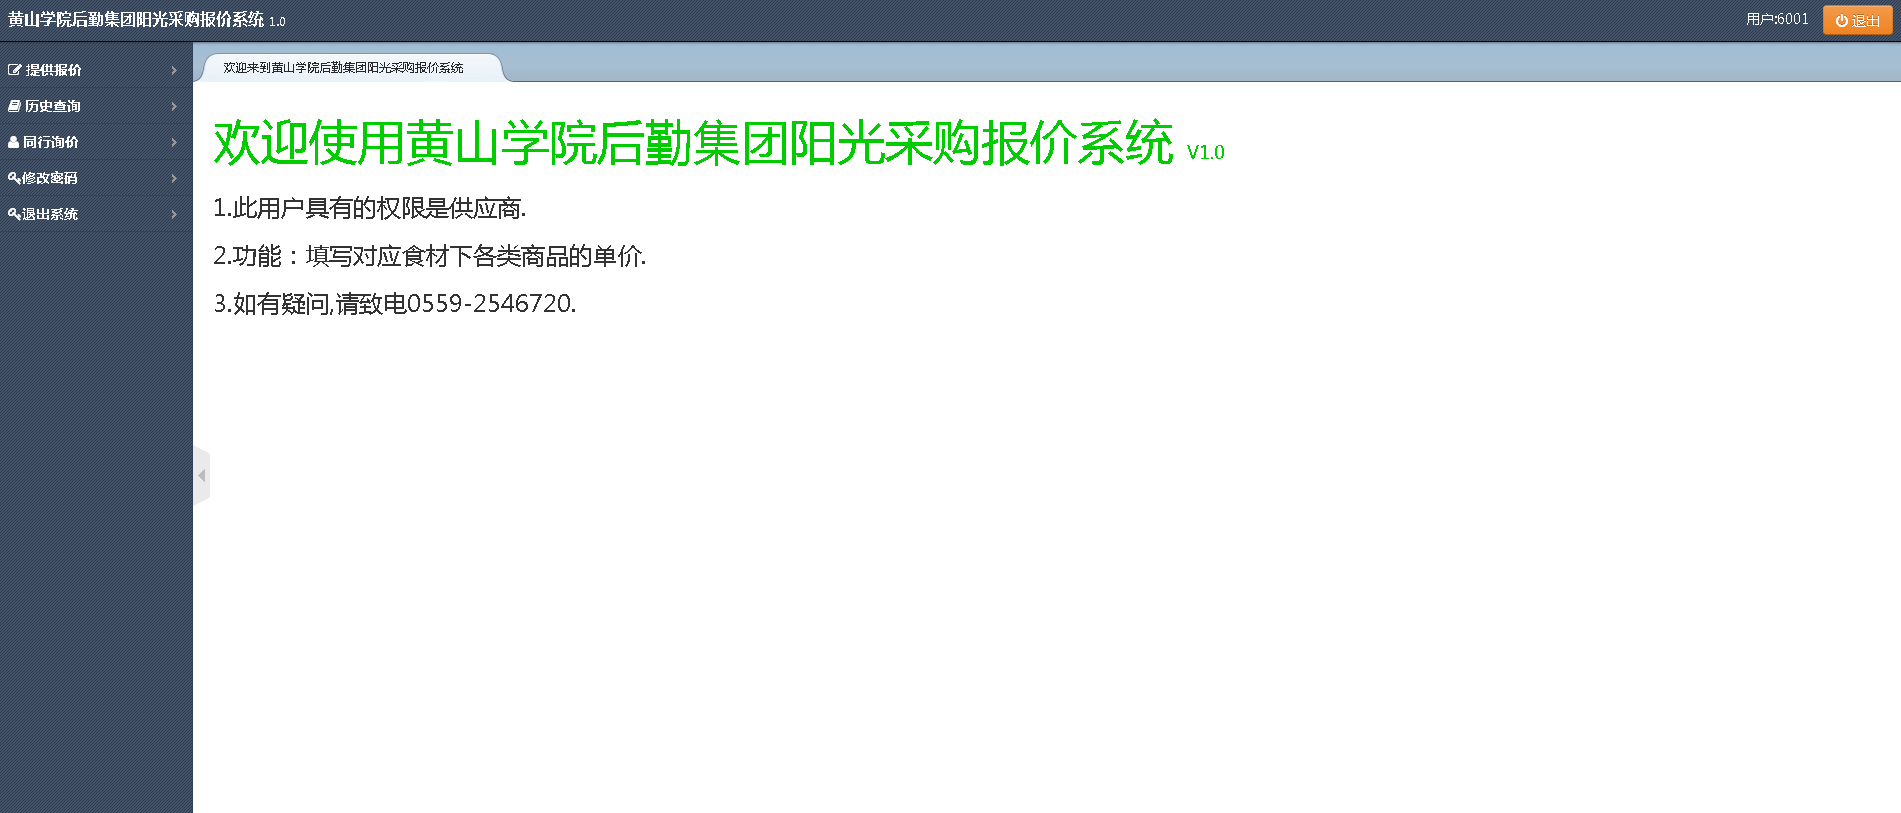 黄山学院后勤集团阳光采购报价系统 1.0
用户:6001
退出
提供报价
历史查询
同行询价
修改密码
退出系统
欢迎来到黄山学院后勤集团阳光采购报价系统
欢迎使用黄山学院后勤集团阳光采购报价系统 V1.0
1.此用户具有的权限是供应商.
2.功能：填写对应食材下各类商品的单价.
3.如有疑问,请致电0559-2546720.